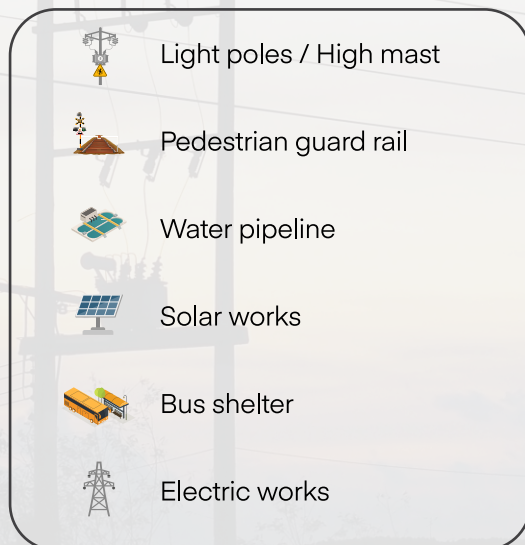 Light poles / High mast
Pedestrian guard rail
Water pipeline
Solar works
Bus shelter
Electric works